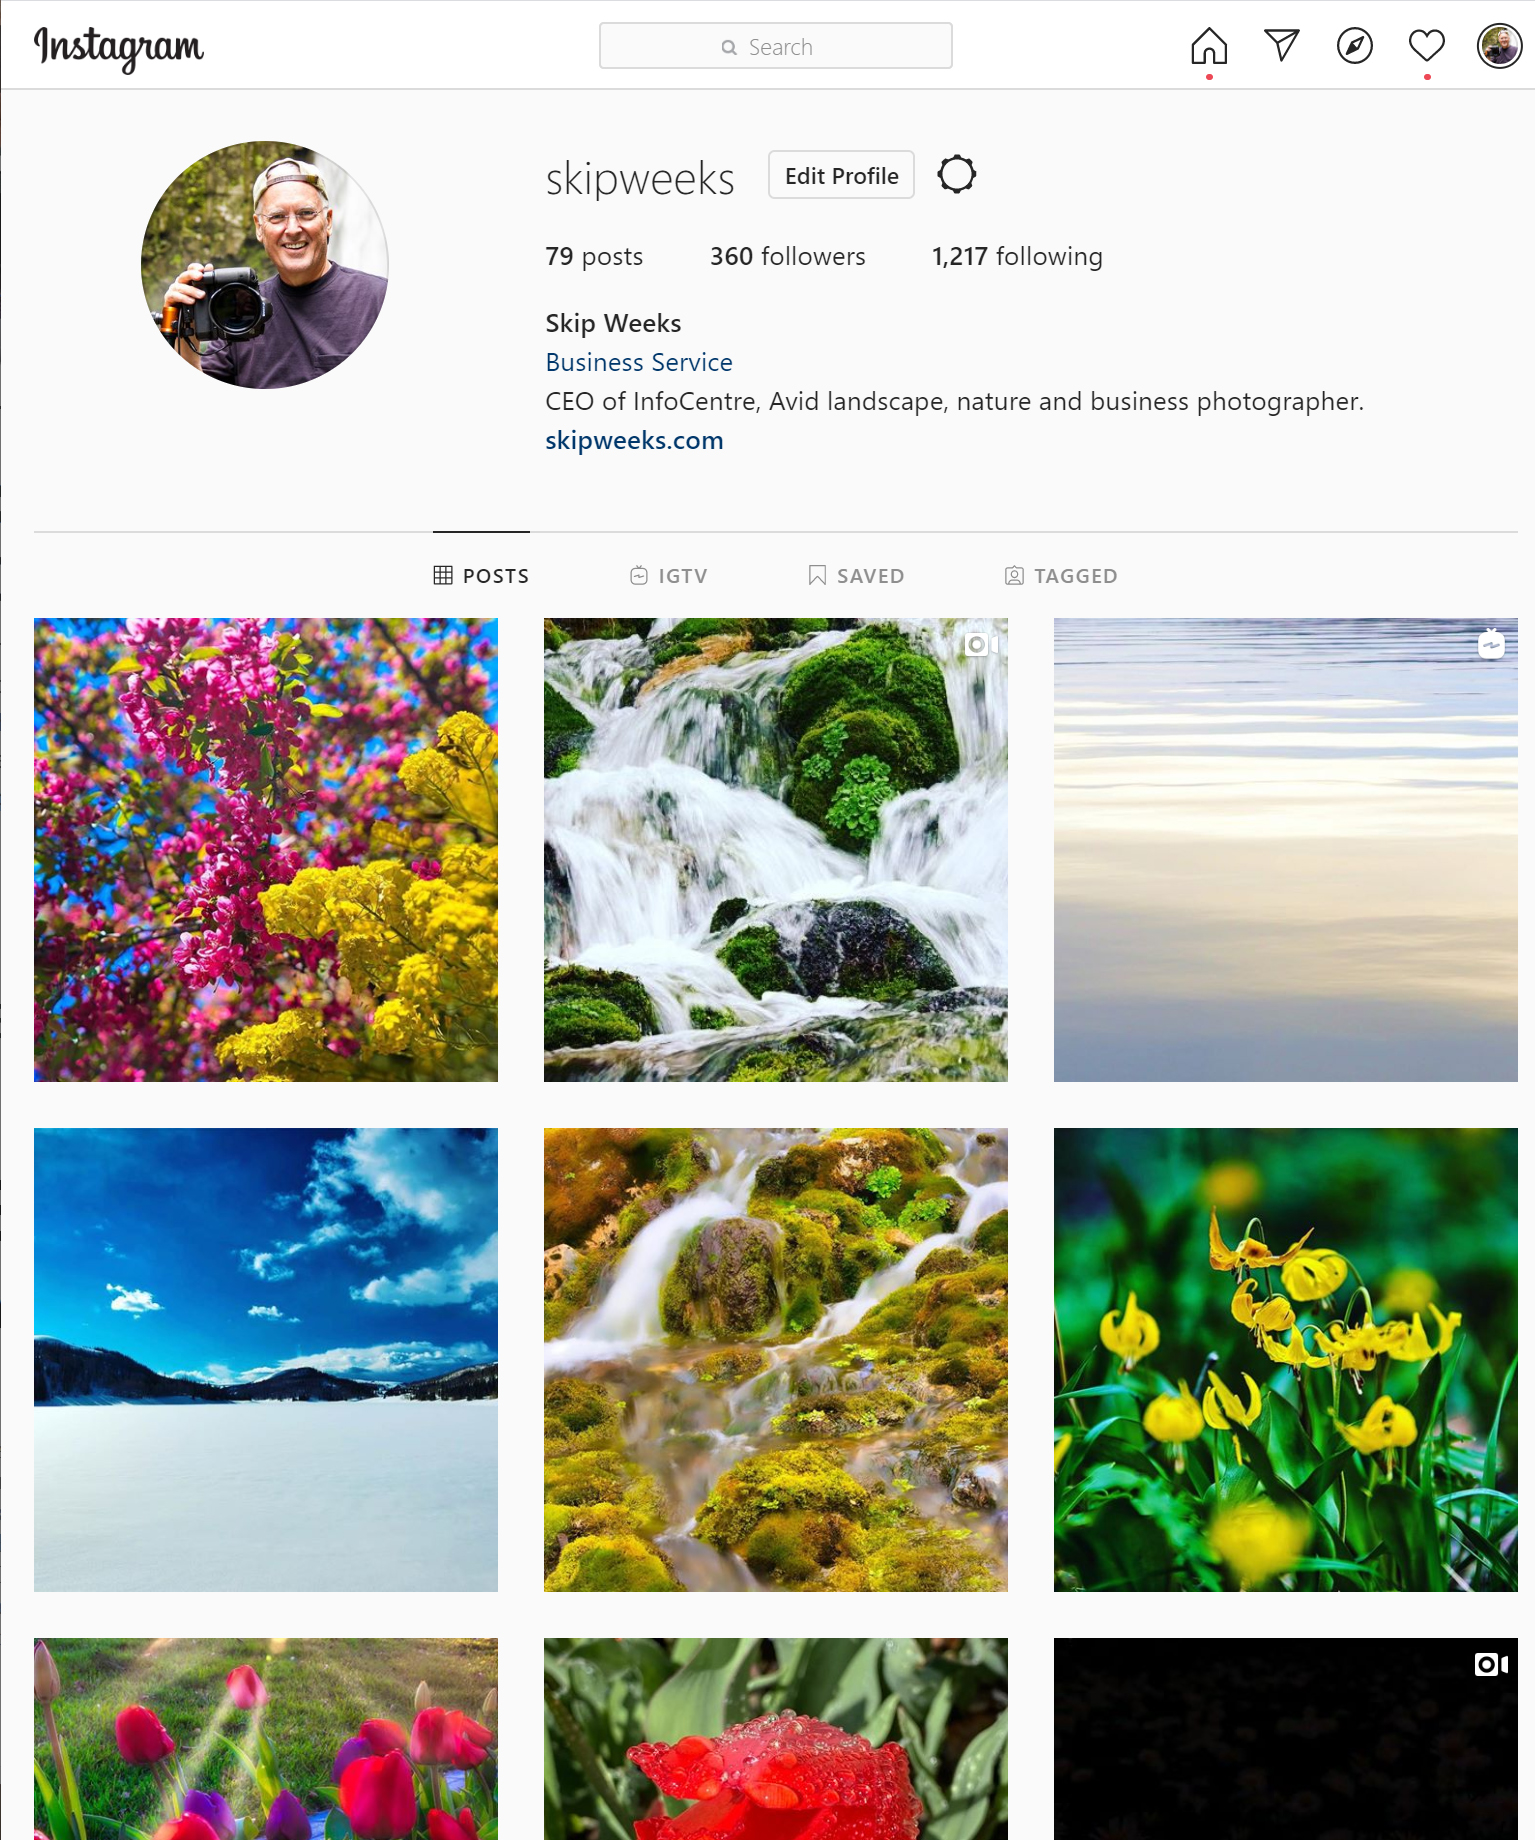 Instagram
Search
skipweeks
Edit Profile
79 posts
360 followers
1,217 following
Skip Weeks
Business Service
CEO of InfoCentre, Avid landscape, nature and business photographer.
skipweeks.com
POSTS
IGTV
SAVED
TAGGED